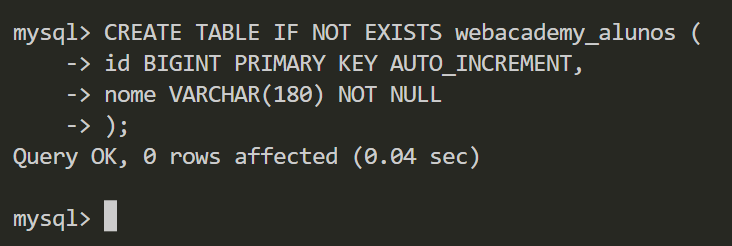 mysql> CREATE TABLE IF NOT EXISTS webacademy_alunos (
    -> id BIGINT PRIMARY KEY AUTO_INCREMENT,
    -> nome VARCHAR(180) NOT NULL
    -> );
Query OK, 0 rows affected (0.04 sec)
mysql>